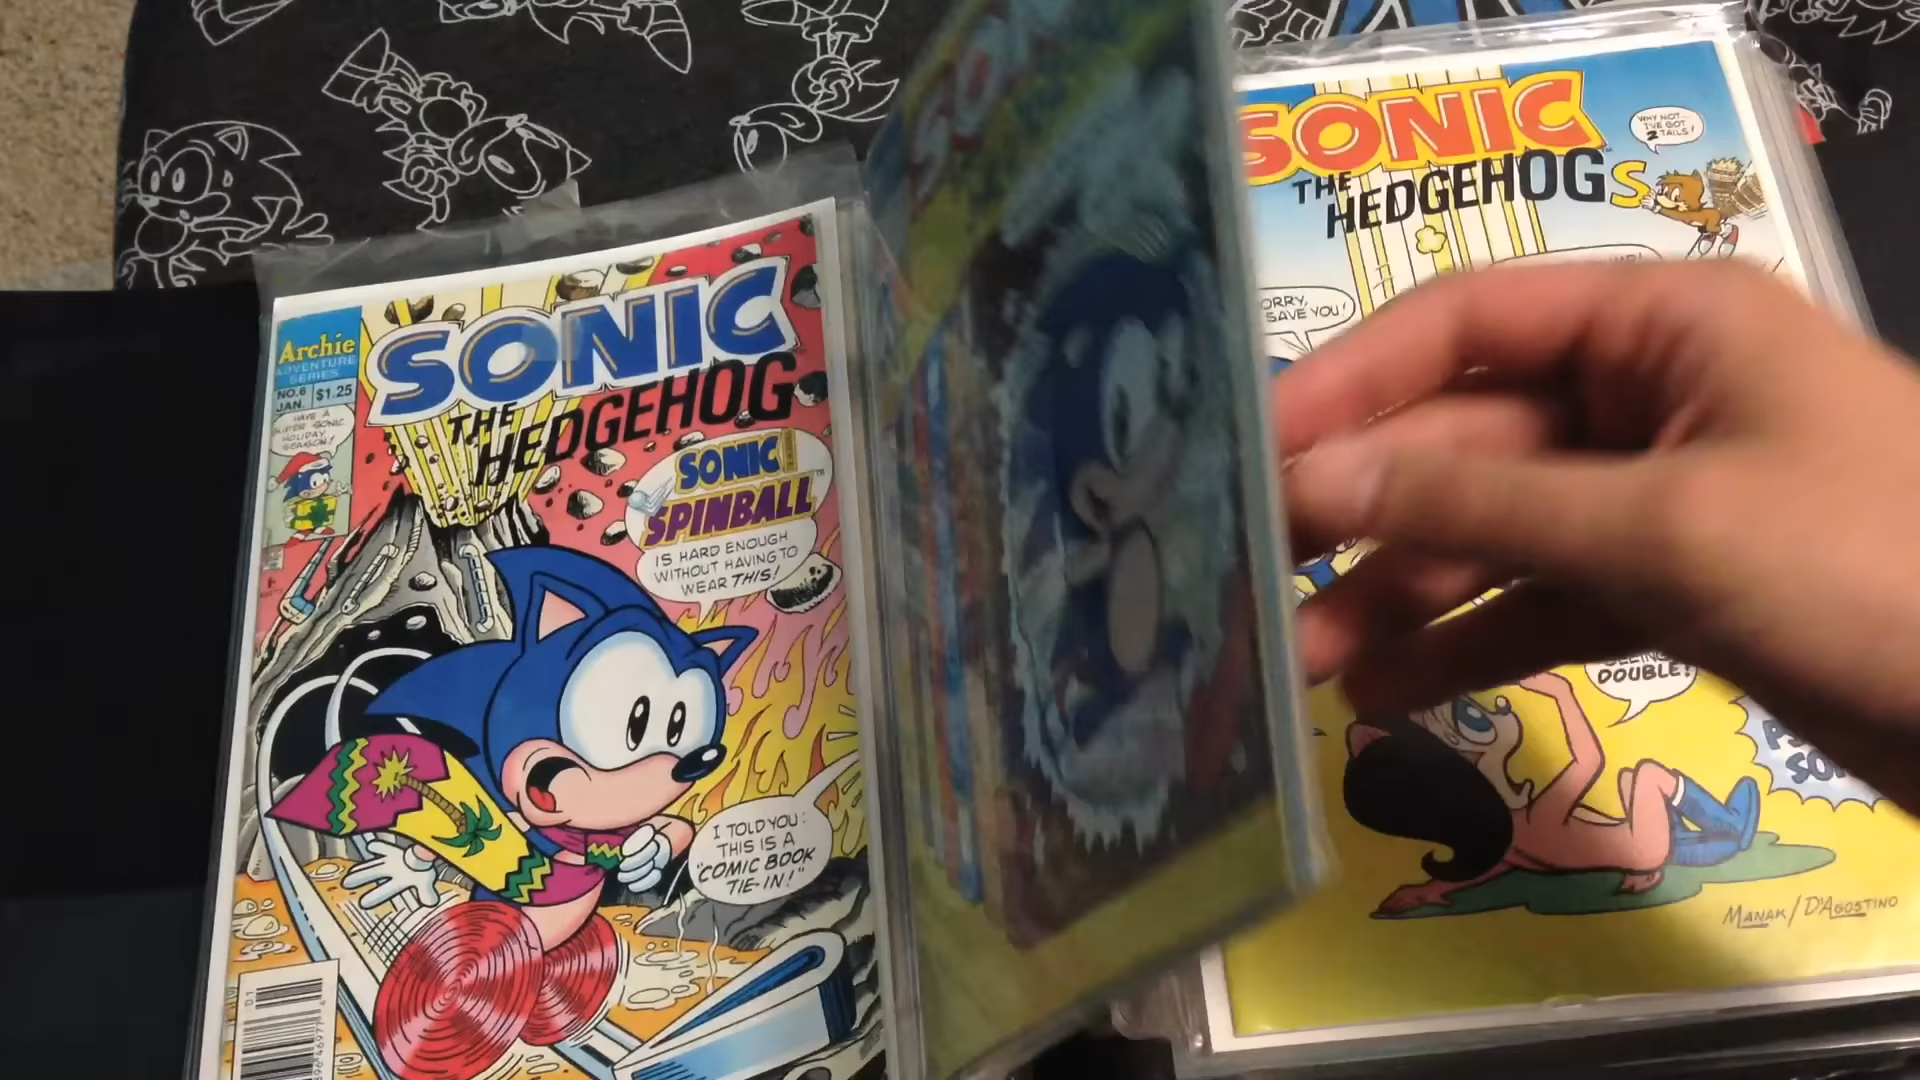 Archie
ADVENTURE
SERIES
NO.6
JAN.
$1.25
HAVE A
SUPER SONIC
HOLIDAY
SEASON!
SONIC
THE
HEDGEHOG
SONIC
SPINBALL
IS HARD ENOUGH
WITHOUT HAVING TO
WEAR THIS!
I TOLD YOU:
THIS IS A
"COMIC BOOK
TIE-IN!"
SONIC
THE
HEDGEHOGS
WHY NOT...
I'VE GOT
2 TAILS!
SAVE YOU!
DOUBLE!
MANAK / D'AGOSTINO